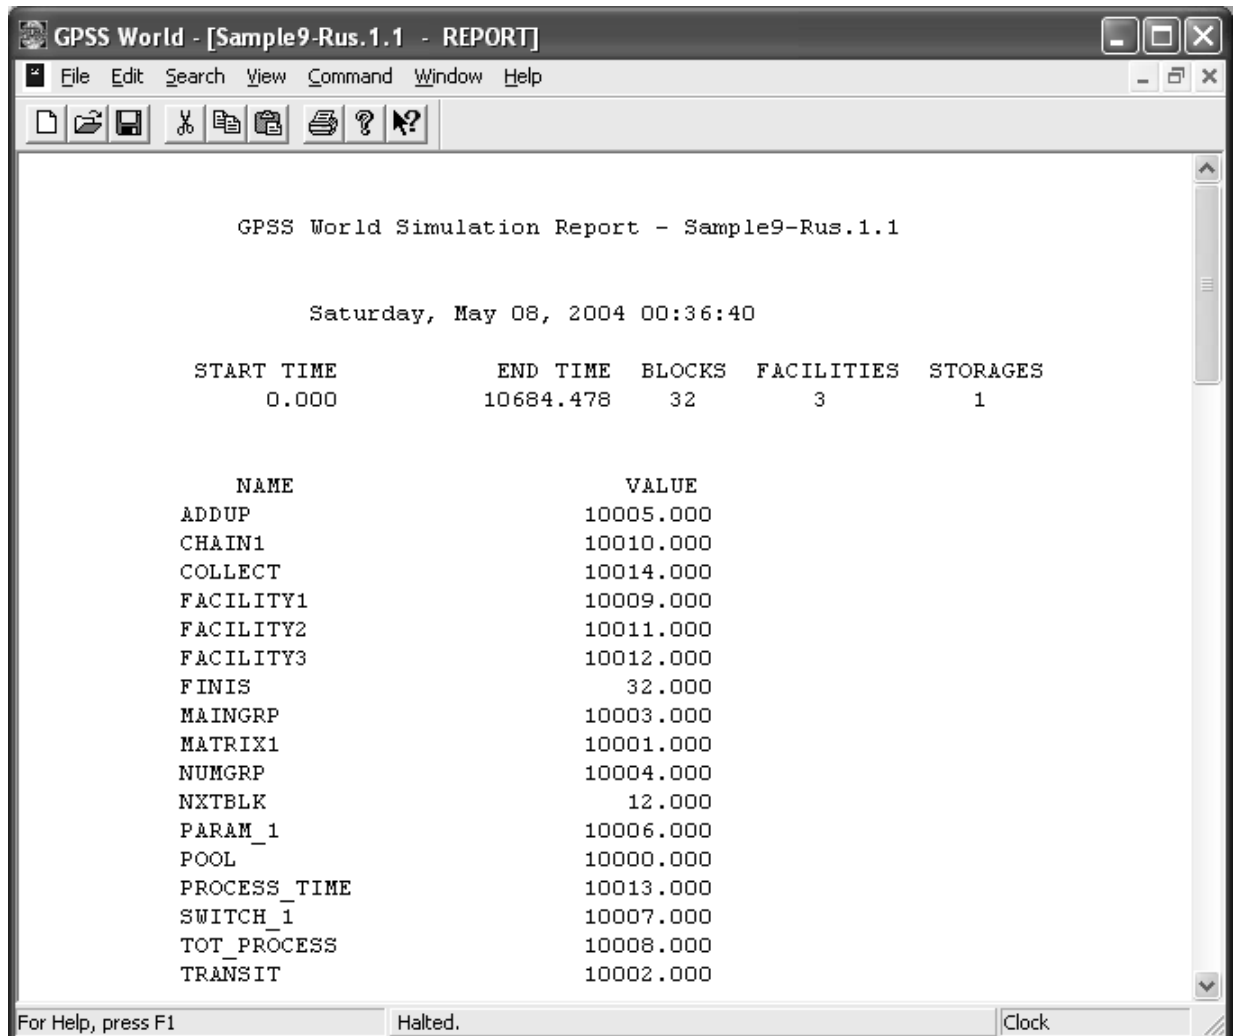 GPSS World - [Sample9-Rus.1.1 - REPORT]
File Edit Search View Command Window Help
GPSS World Simulation Report - Sample9-Rus.1.1
Saturday, May 08, 2004 00:36:40
START TIME END TIME BLOCKS FACILITIES STORAGES
0.000 10684.478 32 3 1
NAME VALUE
ADDUP 10005.000
CHAIN1 10010.000
COLLECT 10014.000
FACILITY1 10009.000
FACILITY2 10011.000
FACILITY3 10012.000
FINIS 32.000
MAINGRP 10003.000
MATRIX1 10001.000
NUMGRP 10004.000
NXTBLK 12.000
PARAM_1 10006.000
POOL 10000.000
PROCESS_TIME 10013.000
SWITCH_1 10007.000
TOT_PROCESS 10008.000
TRANSIT 10002.000
For Help, press F1 Halted. Clock